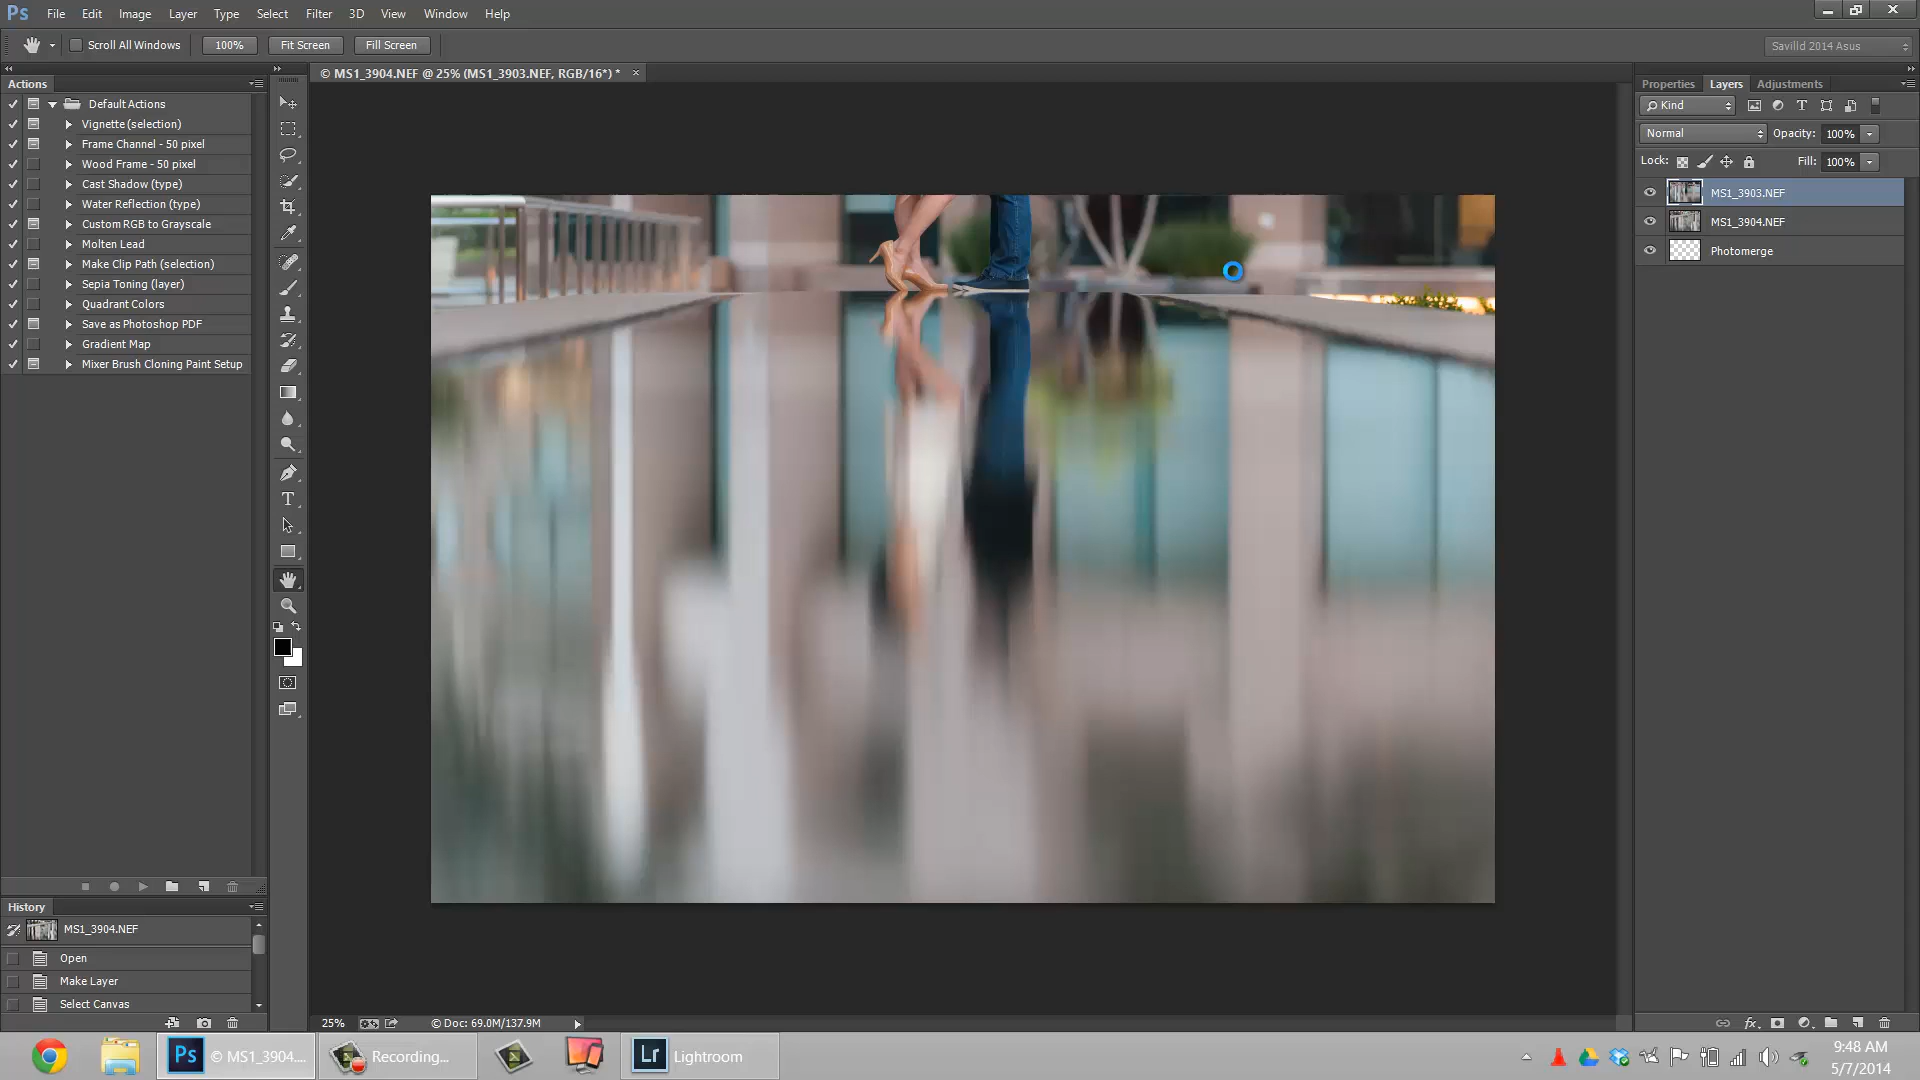 Ps File Edit Image Layer Type Select Filter 3D View Window Help
Scroll All Windows 100% Fit Screen Fill Screen Savilld 2014 Asus
© MS1_3904.NEF @ 25% (MS1_3903.NEF, RGB/16*) * ×
Actions
Default Actions
Vignette (selection)
Frame Channel - 50 pixel
Wood Frame - 50 pixel
Cast Shadow (type)
Water Reflection (type)
Custom RGB to Grayscale
Molten Lead
Make Clip Path (selection)
Sepia Toning (layer)
Quadrant Colors
Save as Photoshop PDF
Gradient Map
Mixer Brush Cloning Paint Setup
History
MS1_3904.NEF
Open
Make Layer
Select Canvas
Properties Layers Adjustments
Kind
Normal Opacity: 100%
Lock: Fill: 100%
MS1_3903.NEF
MS1_3904.NEF
Photomerge
25% © Doc: 69.0M/137.9M
Ps © MS1_3904.... Recording... Lr Lightroom
9:48 AM
5/7/2014